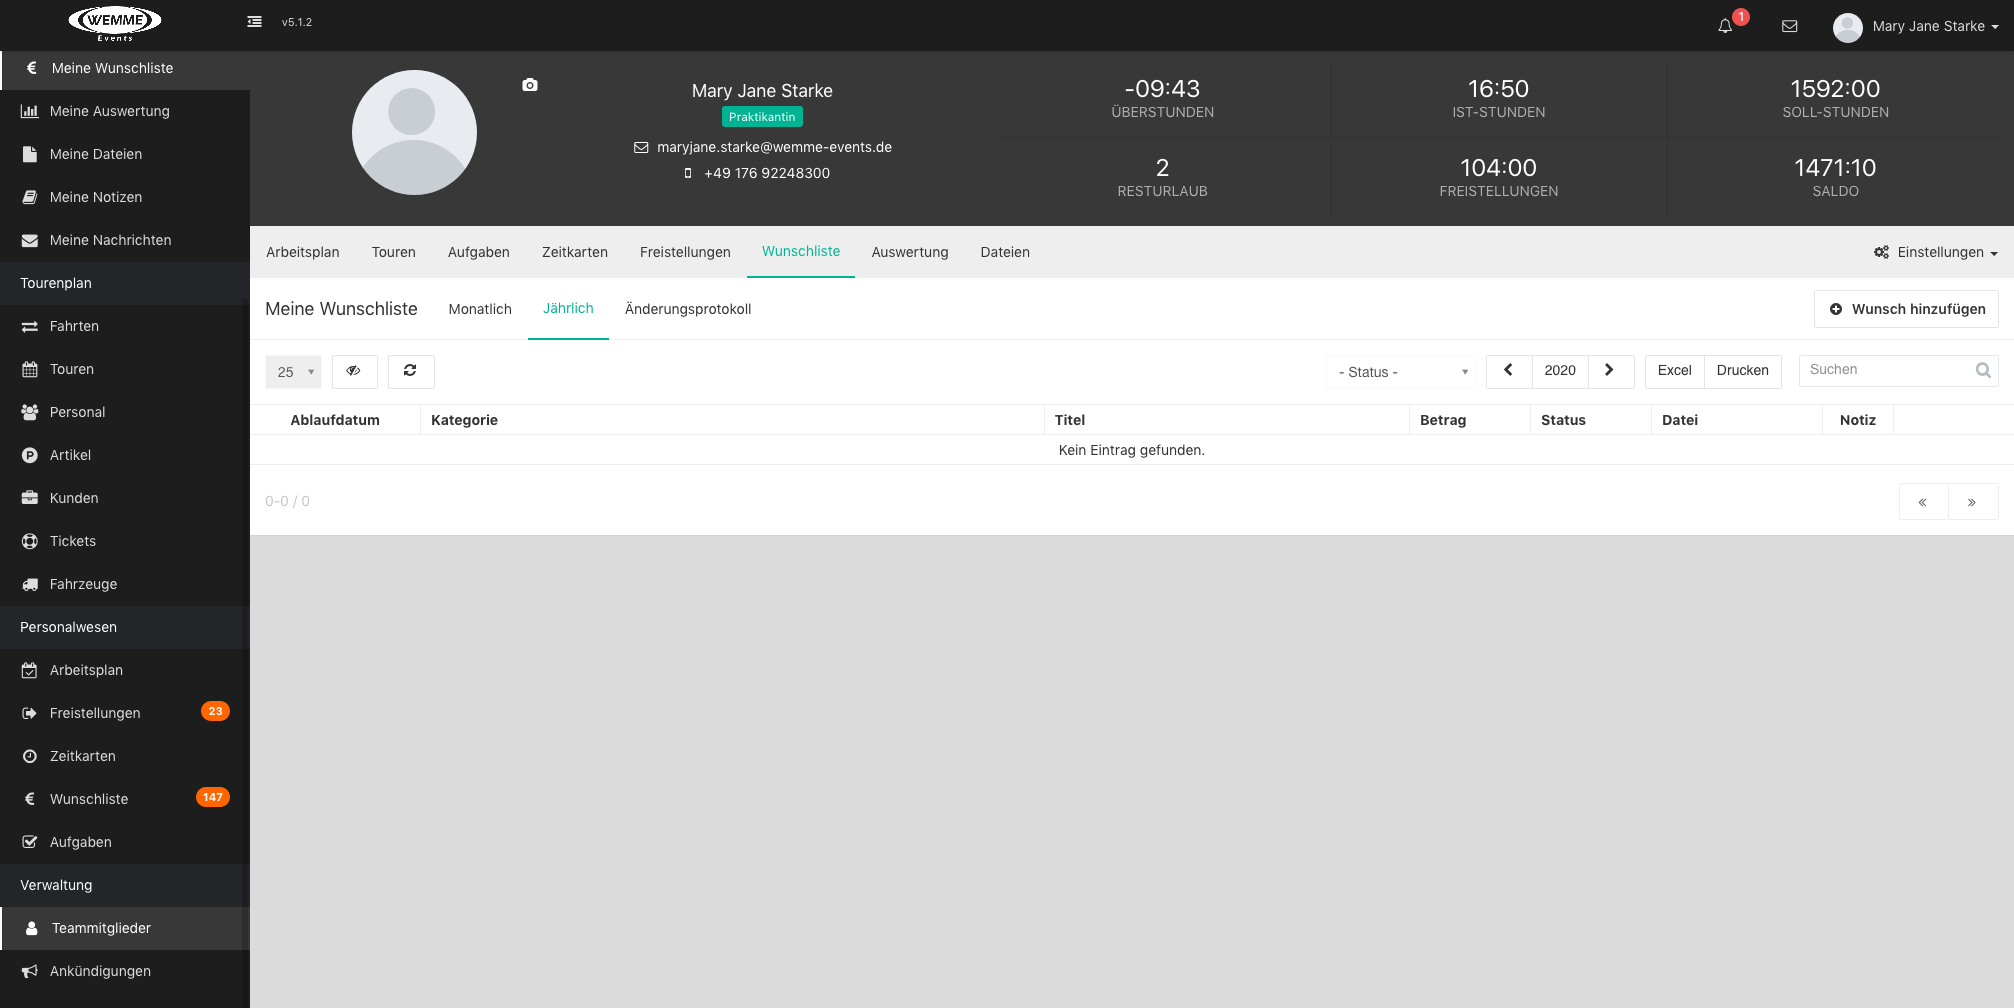 WEMME
Events
v5.1.2
1
Mary Jane Starke
Meine Wunschliste
Meine Auswertung
Meine Dateien
Meine Notizen
Meine Nachrichten
Tourenplan
Fahrten
Touren
Personal
Artikel
Kunden
Tickets
Fahrzeuge
Personalwesen
Arbeitsplan
Freistellungen 23
Zeitkarten
Wunschliste 147
Aufgaben
Verwaltung
Teammitglieder
Ankündigungen
Mary Jane Starke
Praktikantin
maryjane.starke@wemme-events.de
+49 176 92248300
-09:43
ÜBERSTUNDEN
16:50
IST-STUNDEN
1592:00
SOLL-STUNDEN
2
RESTURLAUB
104:00
FREISTELLUNGEN
1471:10
SALDO
Arbeitsplan Touren Aufgaben Zeitkarten Freistellungen Wunschliste Auswertung Dateien Einstellungen
Meine Wunschliste Monatlich Jährlich Änderungsprotokoll Wunsch hinzufügen
25 - Status - 2020 Excel Drucken Suchen
Ablaufdatum Kategorie Titel Betrag Status Datei Notiz
Kein Eintrag gefunden.
0-0 / 0 « »